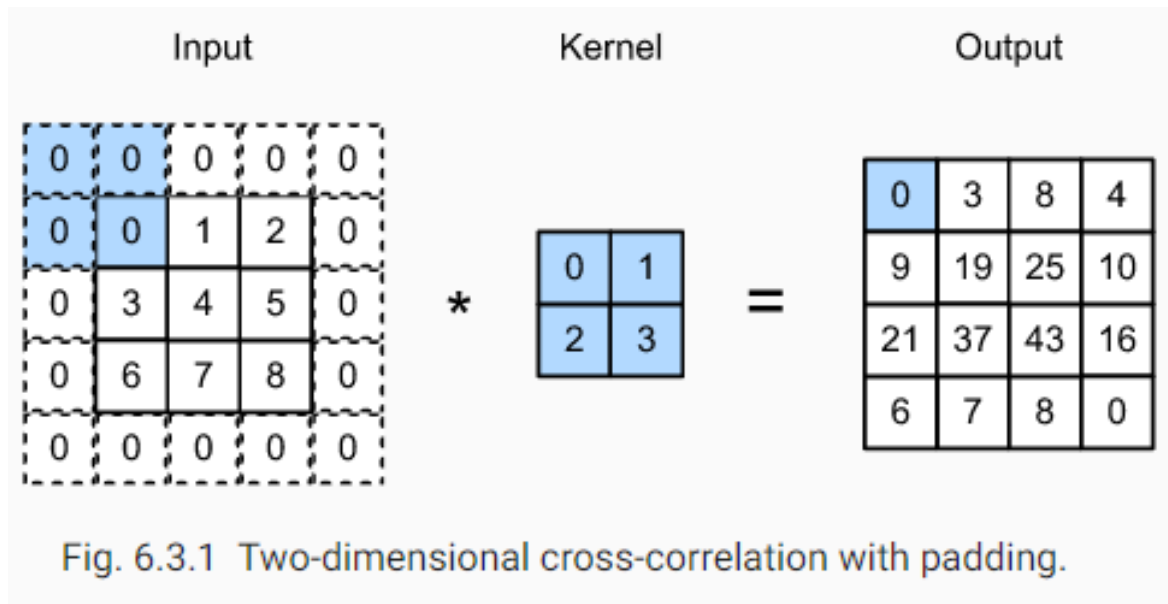 Input Kernel Output
0 0 0 0 0
0 0 1 2 0
0 3 4 5 0
0 6 7 8 0
0 0 0 0 0
*
0 1
2 3
=
0 3 8 4
9 19 25 10
21 37 43 16
6 7 8 0
Fig. 6.3.1 Two-dimensional cross-correlation with padding.